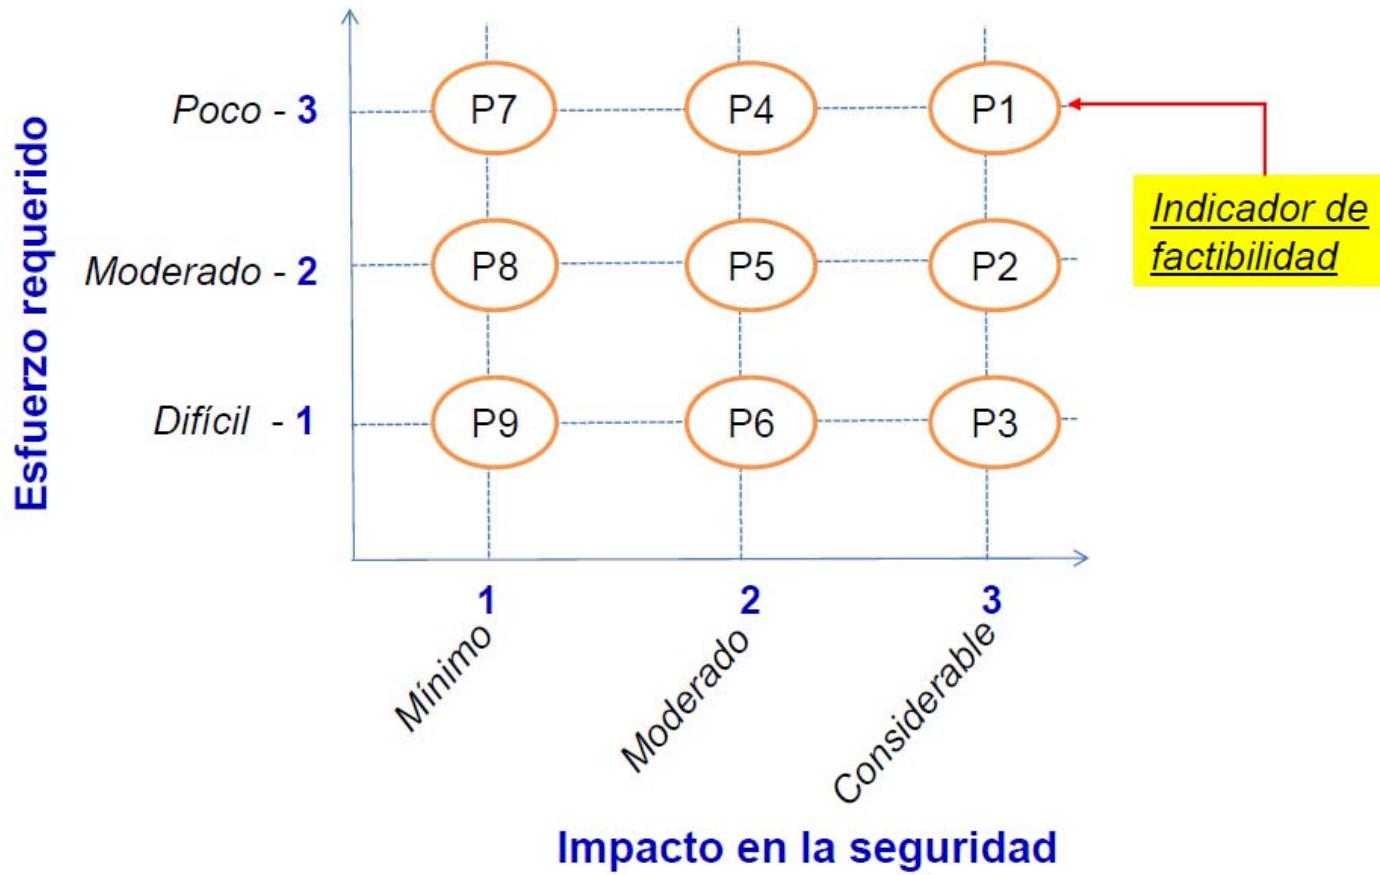 Esfuerzo requerido
Poco - 3
P7
P4
P1
Indicador de
factibilidad
Moderado - 2
P8
P5
P2
Difícil - 1
P9
P6
P3
1
2
3
Mínimo
Moderado
Considerable
Impacto en la seguridad